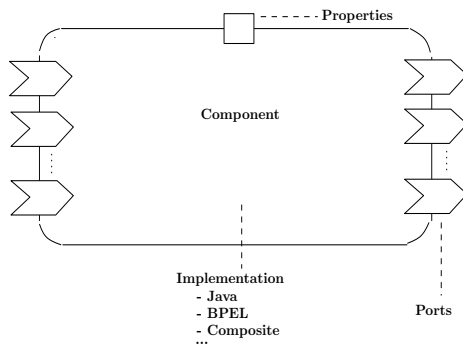 Properties
Component
Implementation
- Java
- BPEL
- Composite
...
Ports